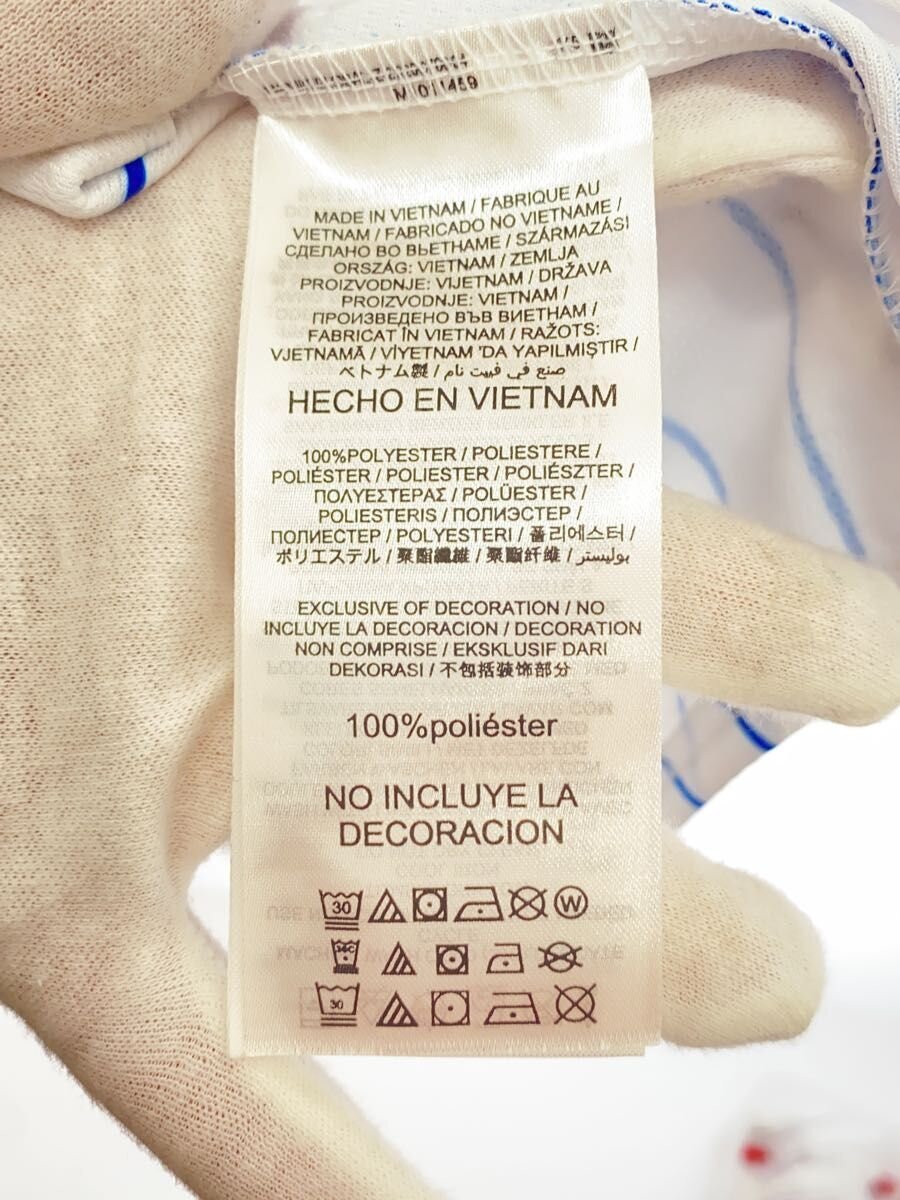 MADE IN VIETNAM / FABRIQUE AU
VIETNAM / FABRICADO NO VIETNAME /
СДЕЛАНО ВО ВЬЕТНАМЕ / SZÁRMAZÁSI
ORSZÁG: VIETNAM / ZEMLJA
PROIZVODNJE: VIJETNAM / DRŽAVA
PROIZVODNJE: VIETNAM /
ПРОИЗВЕДЕНО ВЪВ ВИЕТНАМ /
FABRICAT ÎN VIETNAM / RAŽOTS:
VJETNAMĀ / VİYETNAM 'DA YAPILMIŞTIR /
ベトナム製 / صنع في فييت نام
HECHO EN VIETNAM
100%POLYESTER / POLIESTERE /
POLIÉSTER / POLIESTER / POLIÉSZTER /
ΠΟΛΥΕΣΤΕΡΑΣ / POLÜESTER /
POLIESTERIS / ПОЛИЭСТЕР /
ПОЛИЕСТЕР / POLYESTERI / 폴리에스터 /
ポリエステル / 聚酯纖維 / 聚酯纤维 / بوليستر
EXCLUSIVE OF DECORATION / NO
INCLUYE LA DECORACION / DECORATION
NON COMPRISE / EKSKLUSIF DARI
DEKORASI / 不包括装饰部分
100%poliéster
NO INCLUYE LA
DECORACION
30 W
30